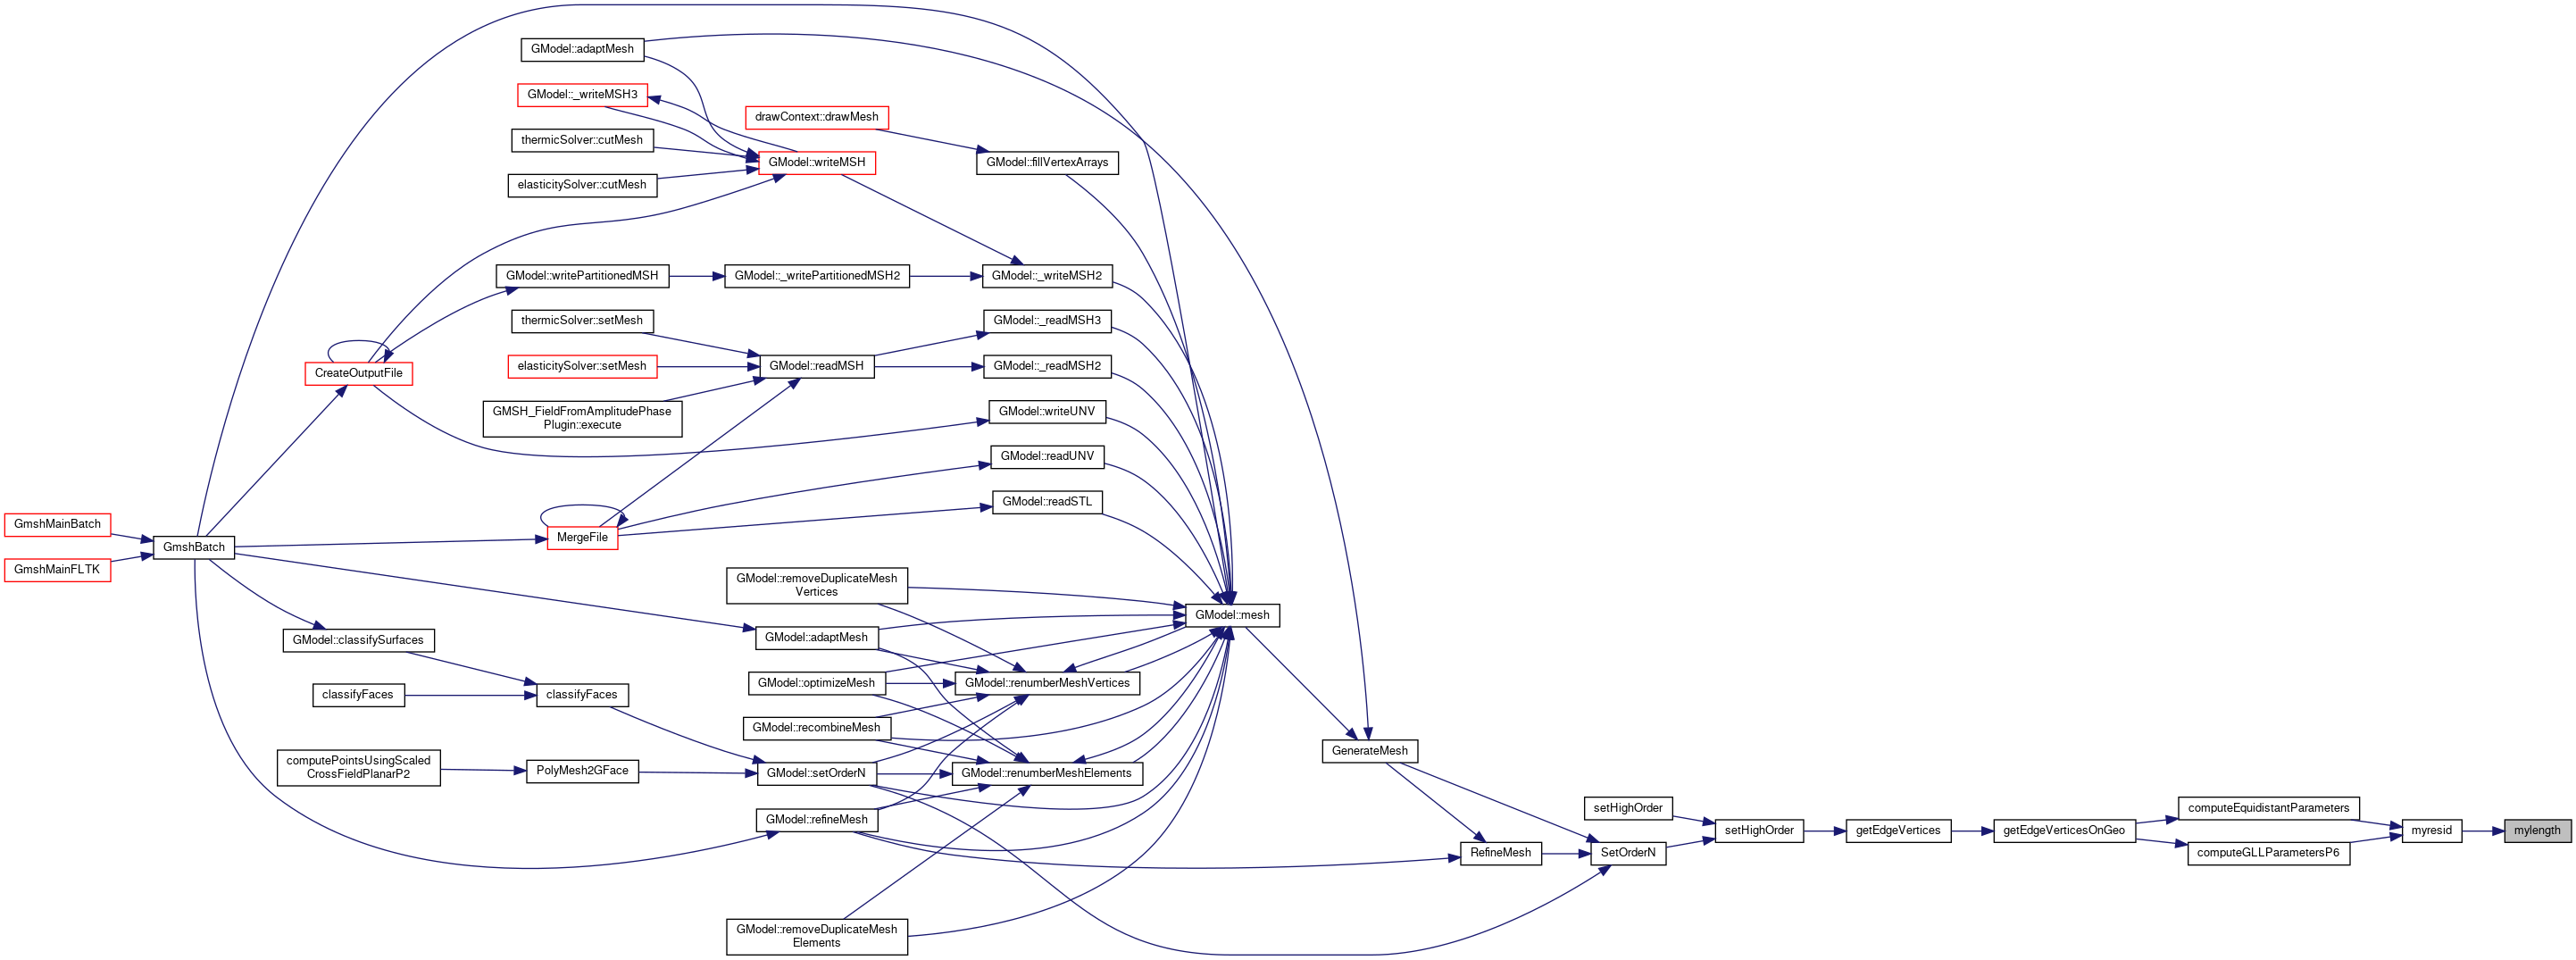 GModel::adaptMesh
GModel::_writeMSH3
drawContext::drawMesh
thermicSolver::cutMesh
GModel::writeMSH
GModel::fillVertexArrays
elasticitySolver::cutMesh
GModel::writePartitionedMSH
GModel::_writePartitionedMSH2
GModel::_writeMSH2
thermicSolver::setMesh
GModel::_readMSH3
CreateOutputFile
elasticitySolver::setMesh
GModel::readMSH
GModel::_readMSH2
GMSH_FieldFromAmplitudePhase
Plugin::execute
GModel::writeUNV
GModel::readUNV
GModel::readSTL
GmshMainBatch
GmshBatch
MergeFile
GmshMainFLTK
GModel::removeDuplicateMesh
Vertices
GModel::mesh
GModel::classifySurfaces
GModel::adaptMesh
classifyFaces
classifyFaces
GModel::optimizeMesh
GModel::renumberMeshVertices
GModel::recombineMesh
GenerateMesh
computePointsUsingScaled
CrossFieldPlanarP2
PolyMesh2GFace
GModel::setOrderN
GModel::renumberMeshElements
GModel::refineMesh
setHighOrder
computeEquidistantParameters
RefineMesh
SetOrderN
setHighOrder
getEdgeVertices
getEdgeVerticesOnGeo
computeGLLParametersP6
myresid
mylength
GModel::removeDuplicateMesh
Elements